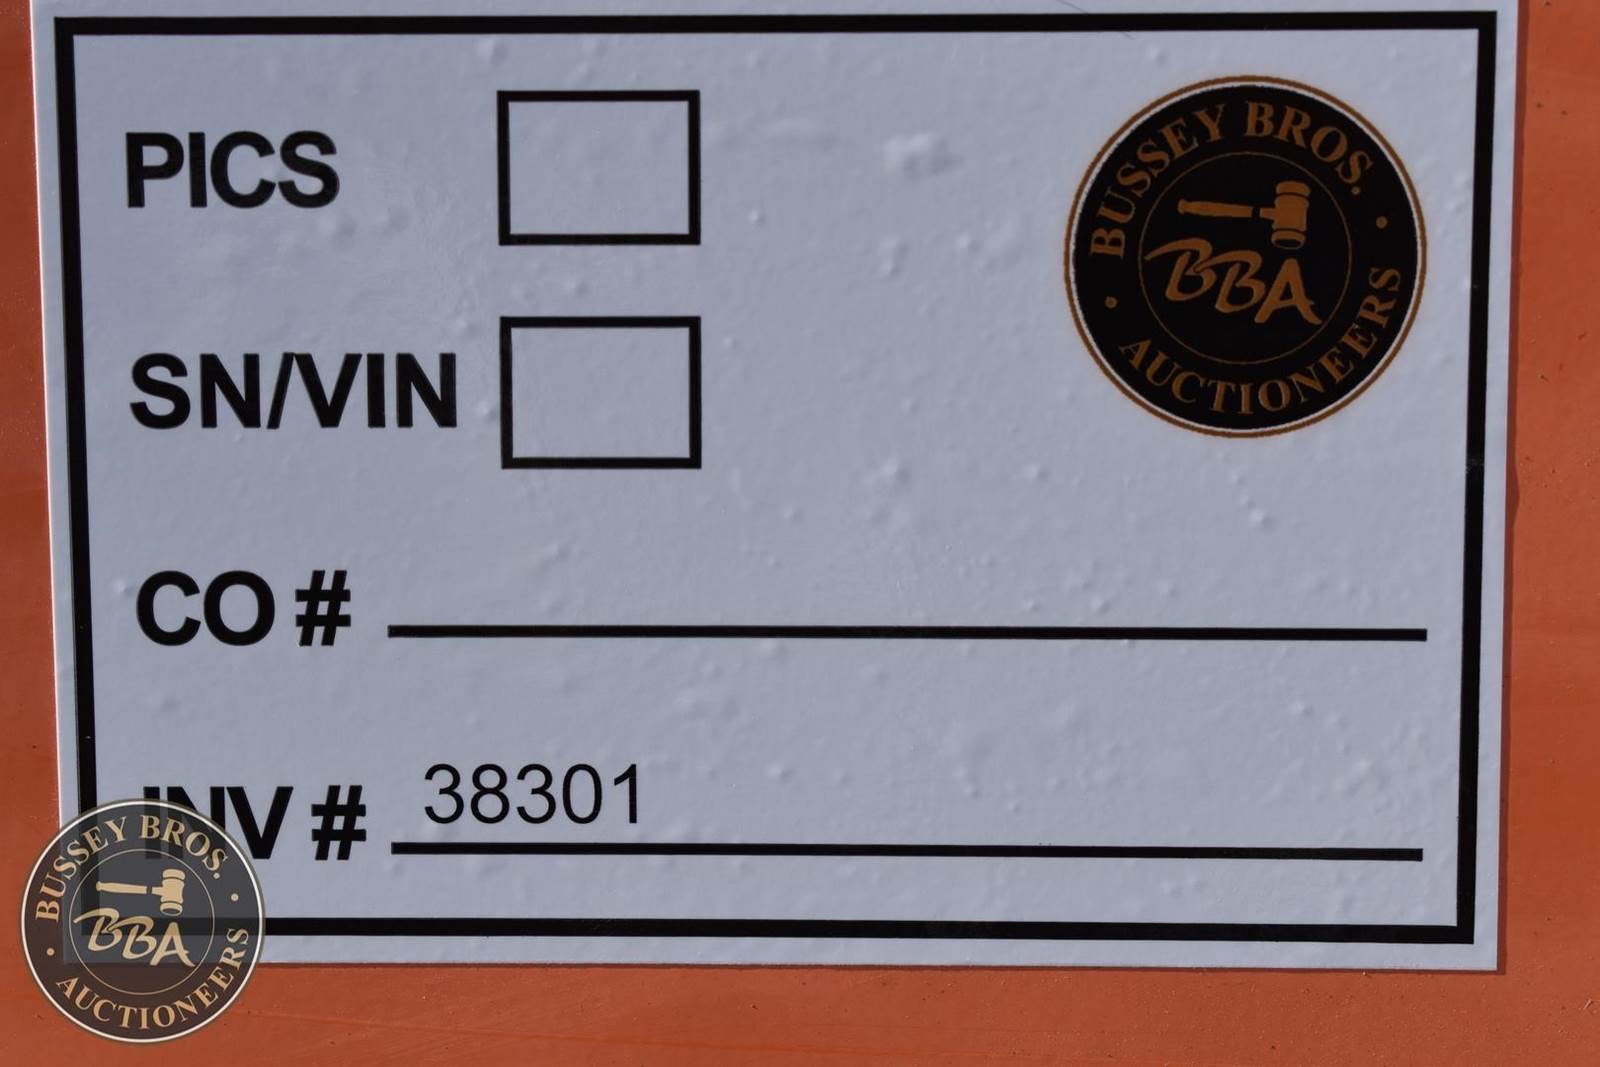 PICS
BUSSEY BROS.
BBA
AUCTIONEERS
SN/VIN
CO #
INV # 38301
BUSSEY BROS.
BBA
AUCTIONEERS